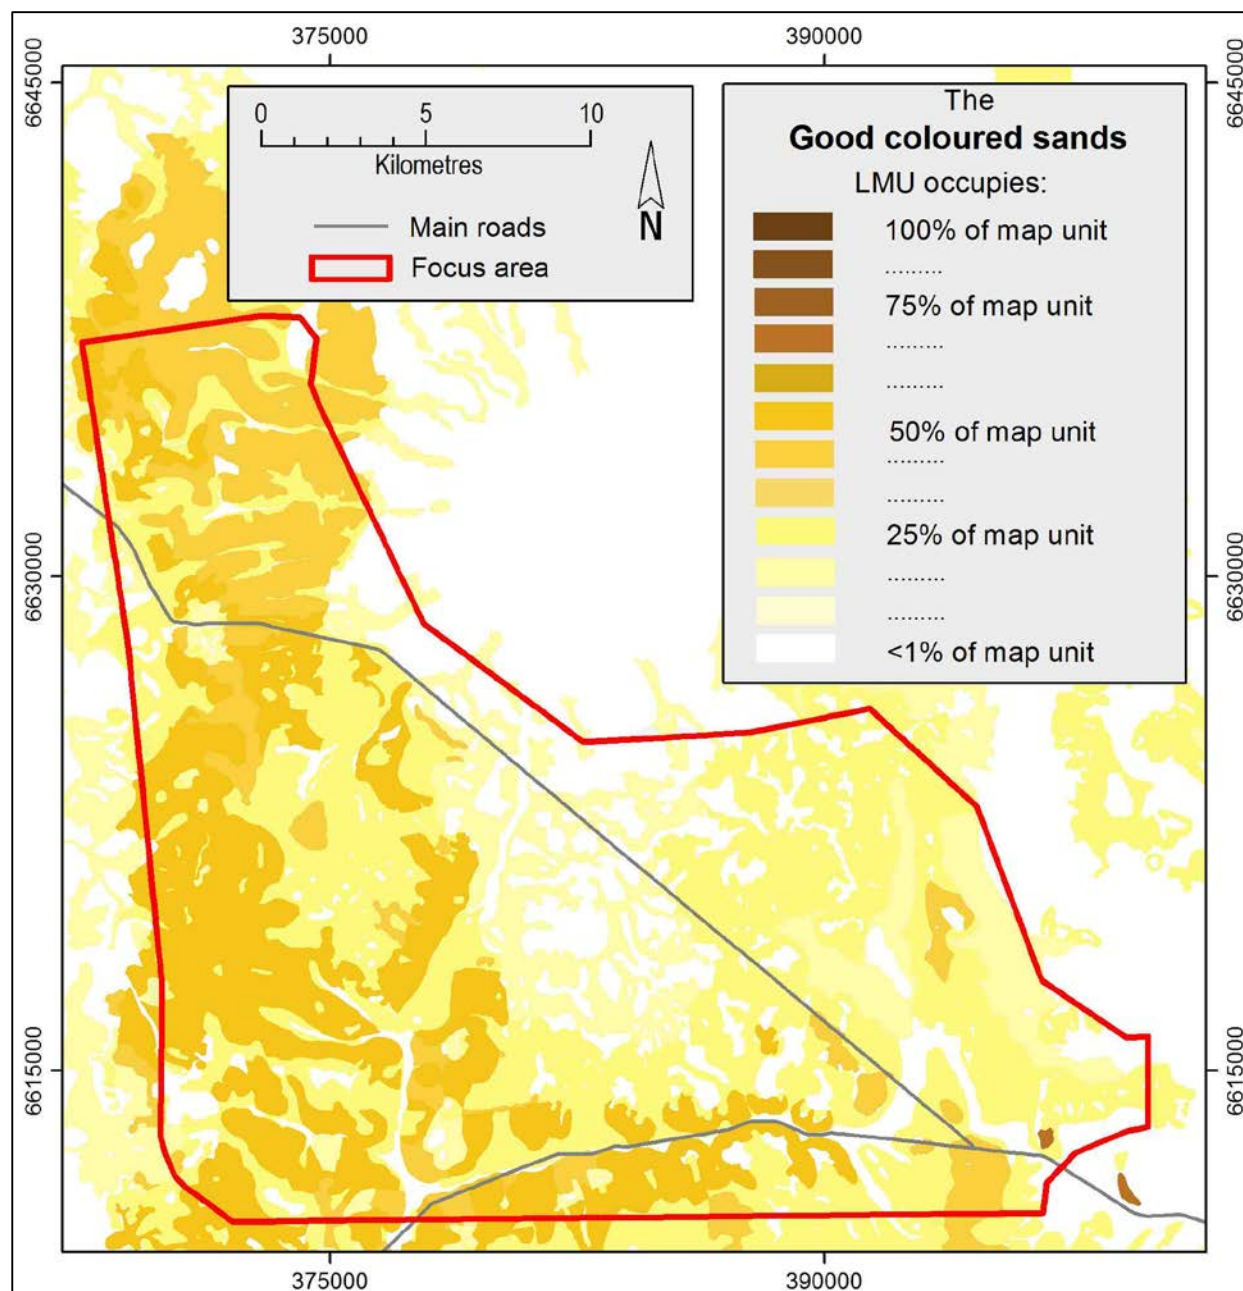 375000
390000
6645000
6645000
0
5
10
Kilometres
N
Main roads
Focus area
The
Good coloured sands
LMU occupies:
100% of map unit
.........
75% of map unit
.........
.........
50% of map unit
.........
.........
25% of map unit
.........
.........
<1% of map unit
6630000
6630000
6615000
6615000
375000
390000